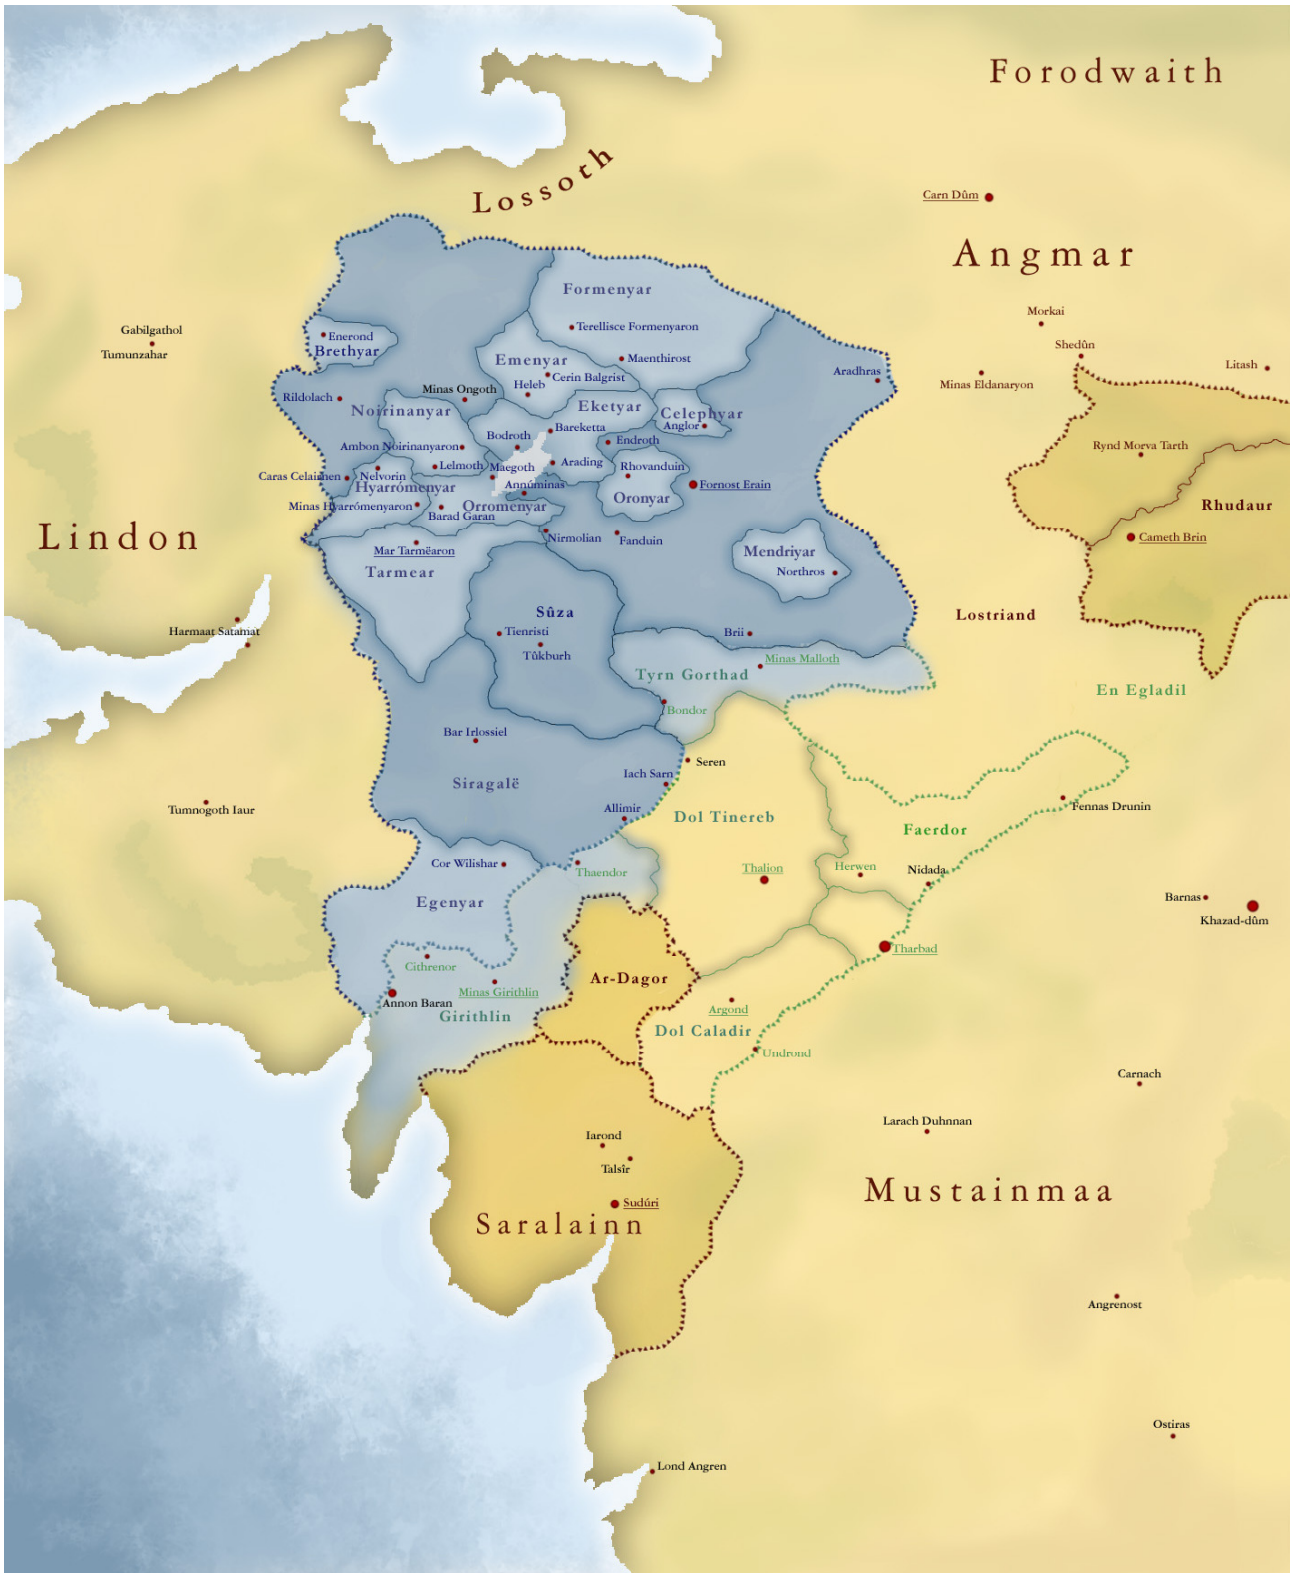 Forodwaith
Lossoth
Carn Dûm
Angmar
Formenyar
Morkai
Gabilgathol
Tumunzahar
Terellisce Formenyaron
Enerond
Brethyar
Shedûn
Emenyar
Maenthirost
Litash
Cerin Balgrist
Aradhras
Minas Eldanaryon
Heleb
Minas Ongoth
Rildolach
Noirinanyar
Eketyar
Celephyar
Anglor
Bareketta
Bodroth
Endroth
Ambon Noirinanyaron
Rynd Morva Tarth
Lelmoth
Maegoth
Arading
Rhovanduin
Caras Celairnen
Nelvorin
Hyarrómenyar
Annúminas
Fornost Erain
Oronyar
Minas Hyarrómenyaron
Orromenyar
Barad Garan
Rhudaur
Lindon
Nirmolian
Fanduin
Cameth Brin
Mar Tarmëaron
Mendriyar
Tarmear
Northros
Sûza
Lostriand
Harmaat Satamat
Tienristi
Brii
Tûkburh
Minas Malloth
Tyrn Gorthad
En Egladil
Bondor
Bar Irlossiel
Seren
Iach Sarn
Siragalë
Tumnogoth Iaur
Allimir
Dol Tinereb
Fennas Drunin
Faerdor
Cor Wilishar
Thaendor
Thalion
Herwen
Nidada
Egenyar
Barnas
Khazad-dûm
Tharbad
Cithrenor
Ar-Dagor
Minas Girithlin
Annon Baran
Girithlin
Argond
Dol Caladir
Undrond
Carnach
Larach Duhnnan
Iarond
Talsîr
Mustainmaa
Sudúri
Saralainn
Angrenost
Ostiras
Lond Angren